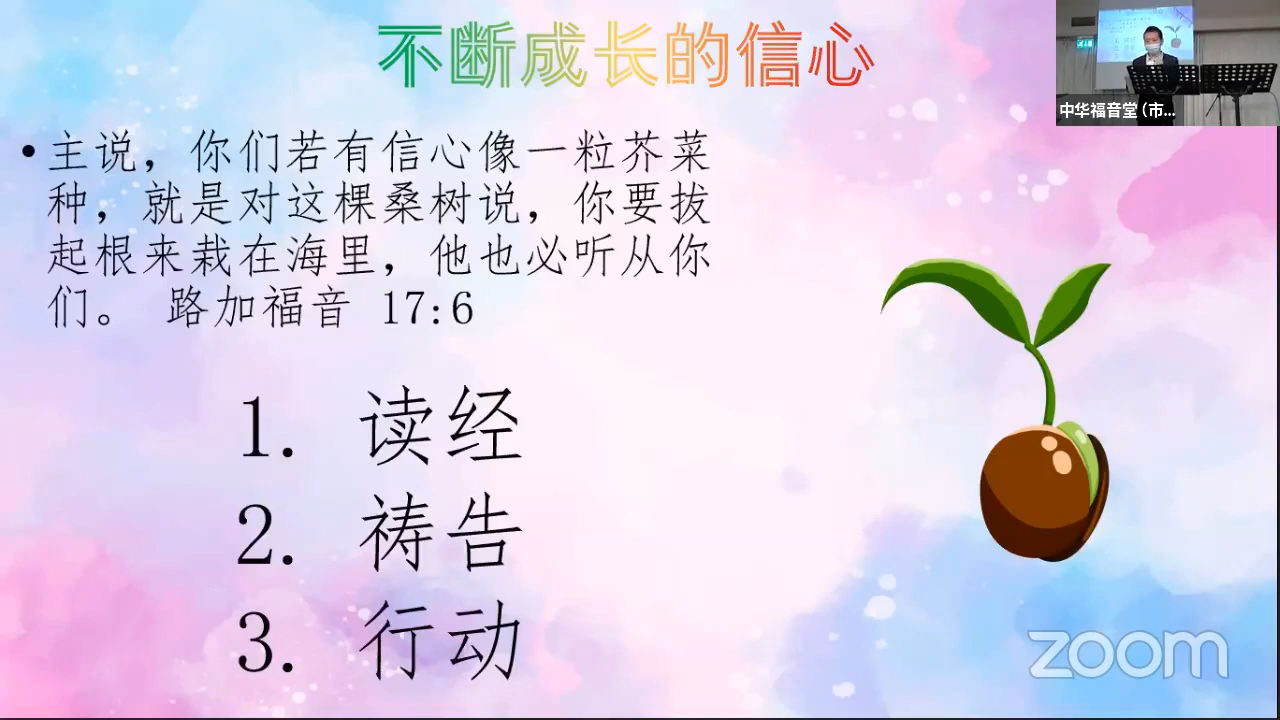 不断成长的信心
中华福音堂（市...
• 主说，你们若有信心像一粒芥菜
种，就是对这棵桑树说，你要拔
起根来栽在海里，他也必听从你
们。 路加福音 17:6
1. 读经
2. 祷告
3. 行动
zoom